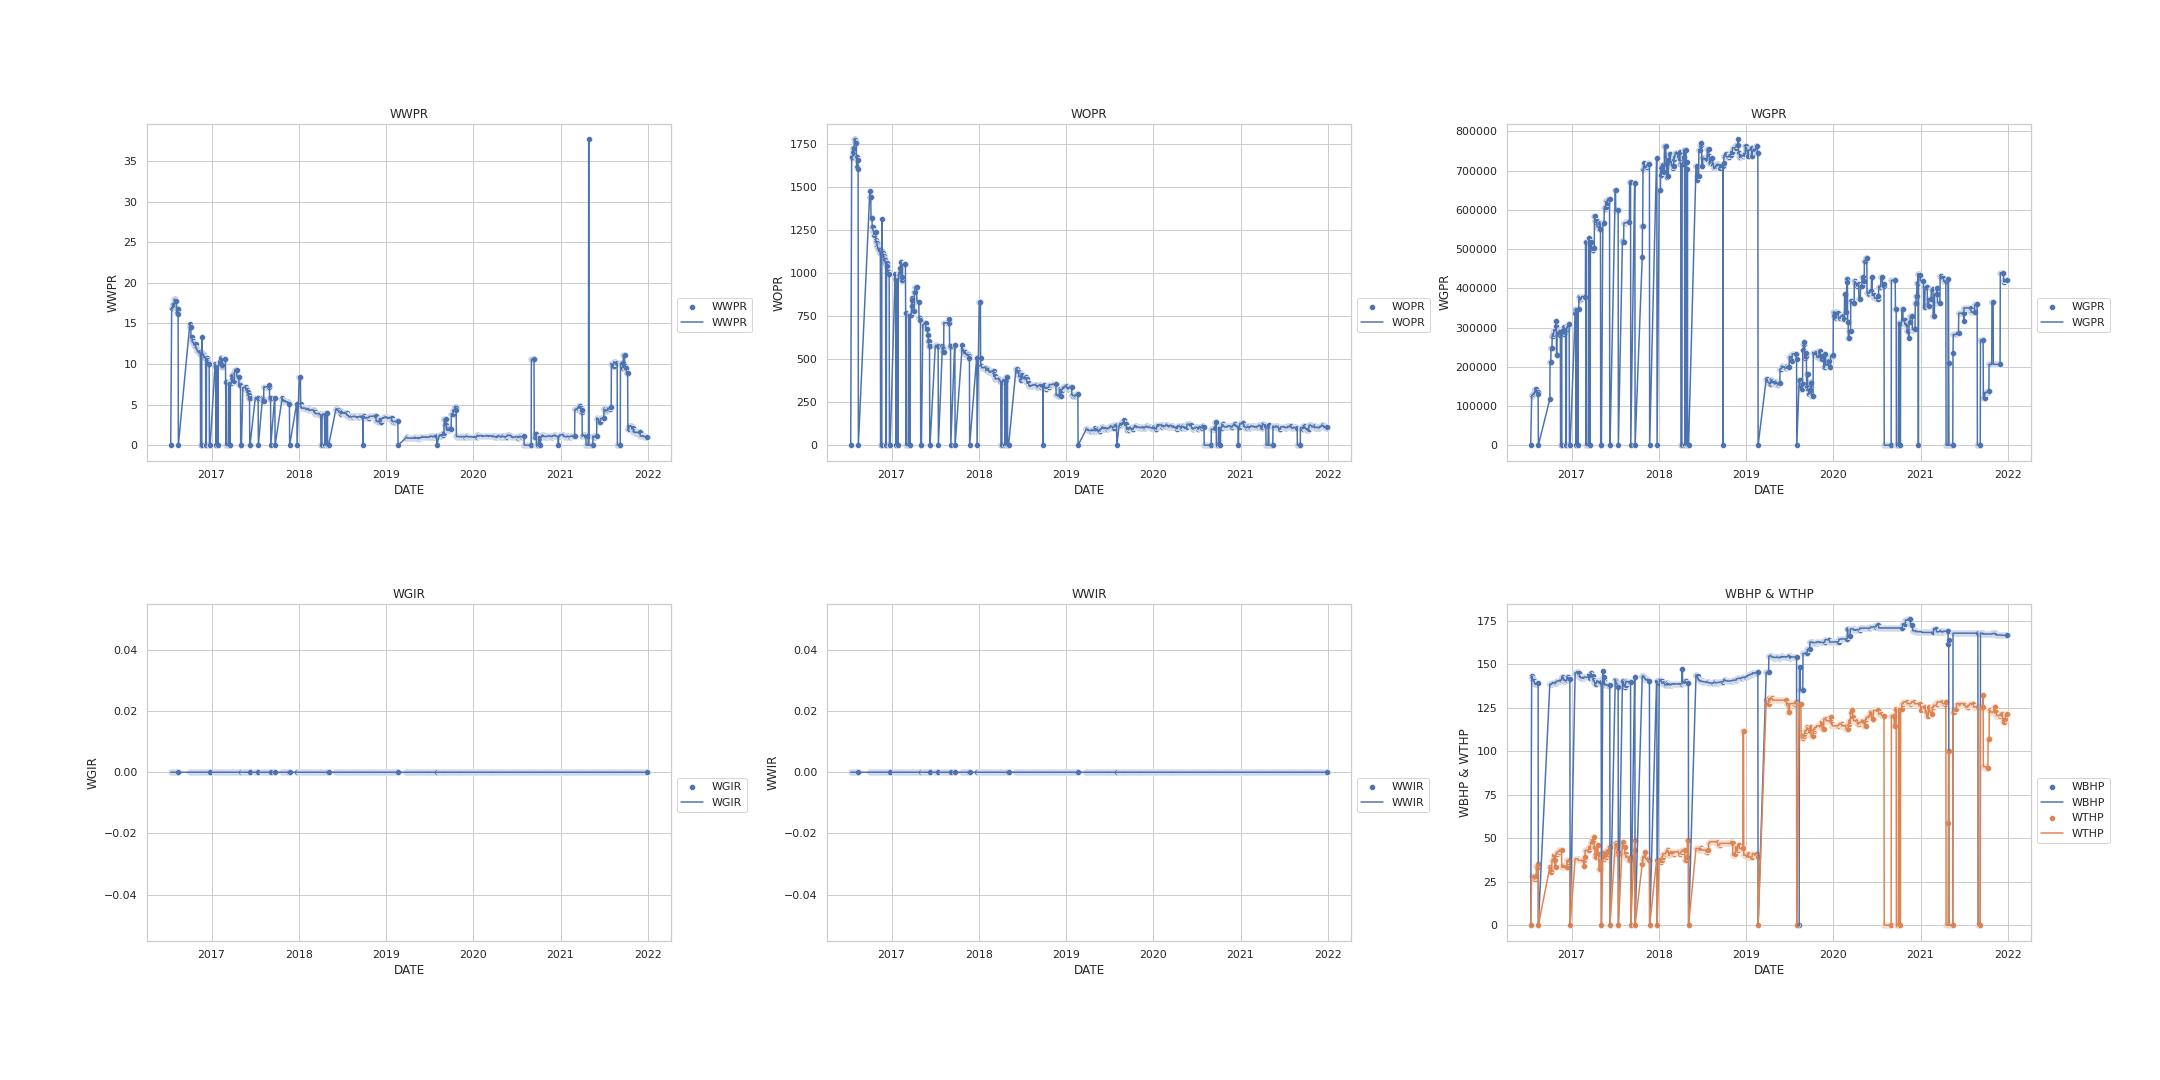 WWPR
WWPR
35
30
25
20
15
10
5
0
2017 2018 2019 2020 2021 2022
DATE
WWPR
WWPR
WOPR
WOPR
1750
1500
1250
1000
750
500
250
0
2017 2018 2019 2020 2021 2022
DATE
WOPR
WOPR
WGPR
WGPR
800000
700000
600000
500000
400000
300000
200000
100000
0
2017 2018 2019 2020 2021 2022
DATE
WGPR
WGPR
WGIR
WGIR
0.04
0.02
0.00
−0.02
−0.04
2017 2018 2019 2020 2021 2022
DATE
WGIR
WGIR
WWIR
WWIR
0.04
0.02
0.00
−0.02
−0.04
2017 2018 2019 2020 2021 2022
DATE
WWIR
WWIR
WBHP & WTHP
WBHP & WTHP
175
150
125
100
75
50
25
0
2017 2018 2019 2020 2021 2022
DATE
WBHP
WBHP
WTHP
WTHP